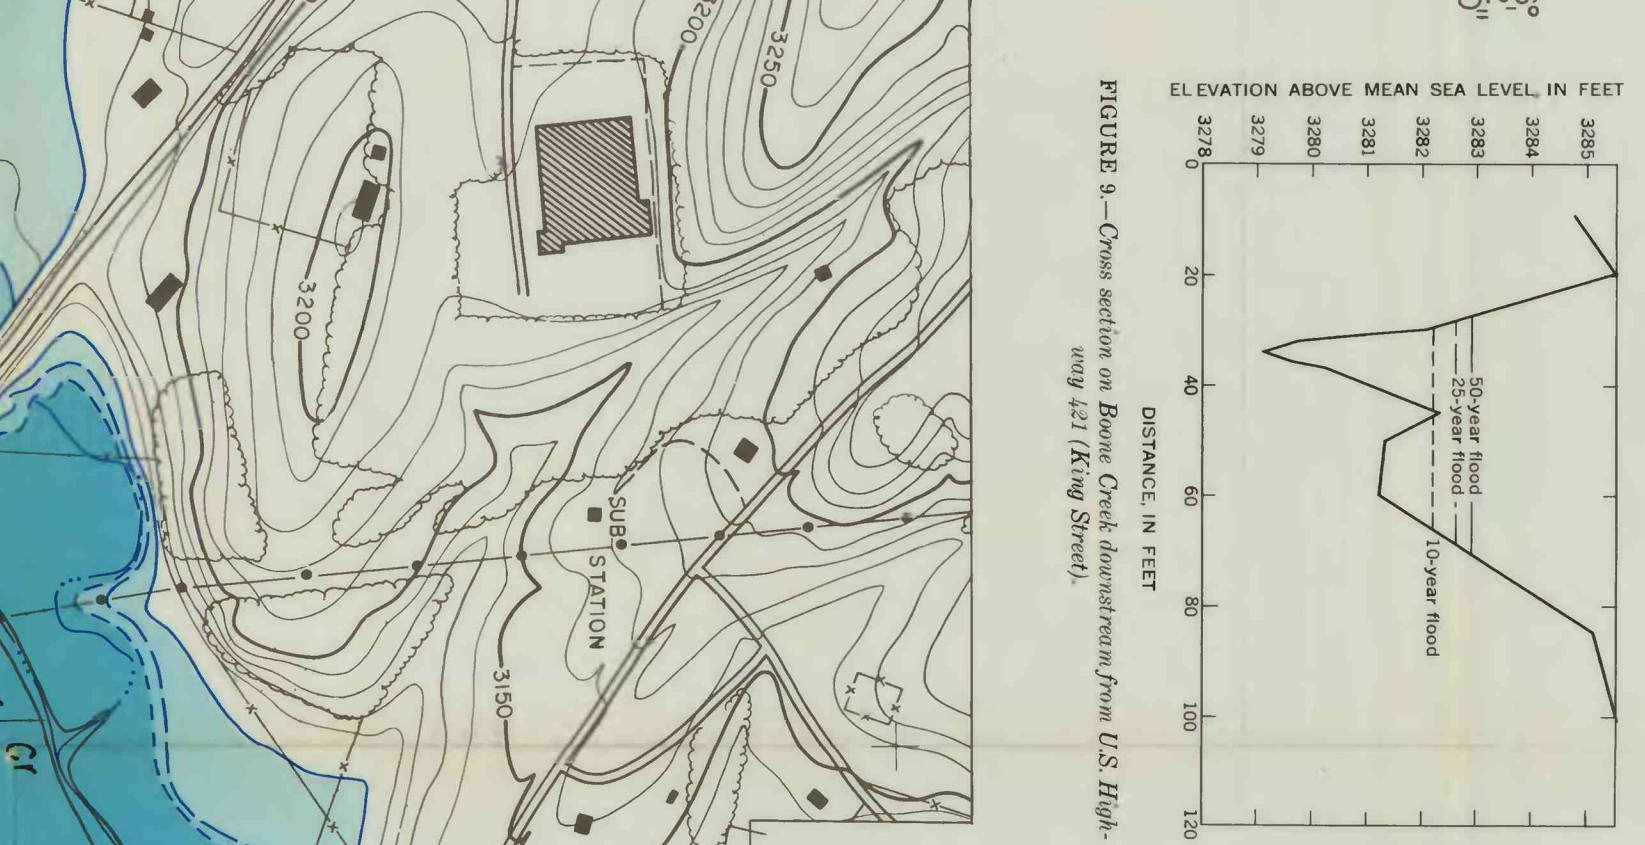 3200
3250
3200
SUB STATION
3150
Cr
ELEVATION ABOVE MEAN SEA LEVEL, IN FEET
3285
3284
3283
3282
3281
3280
3279
3278
0
20
40
60
80
100
120
50-year flood
25-year flood
10-year flood
DISTANCE, IN FEET
FIGURE 9.—Cross section on Boone Creek downstream from U.S. High-
way 421 (King Street).